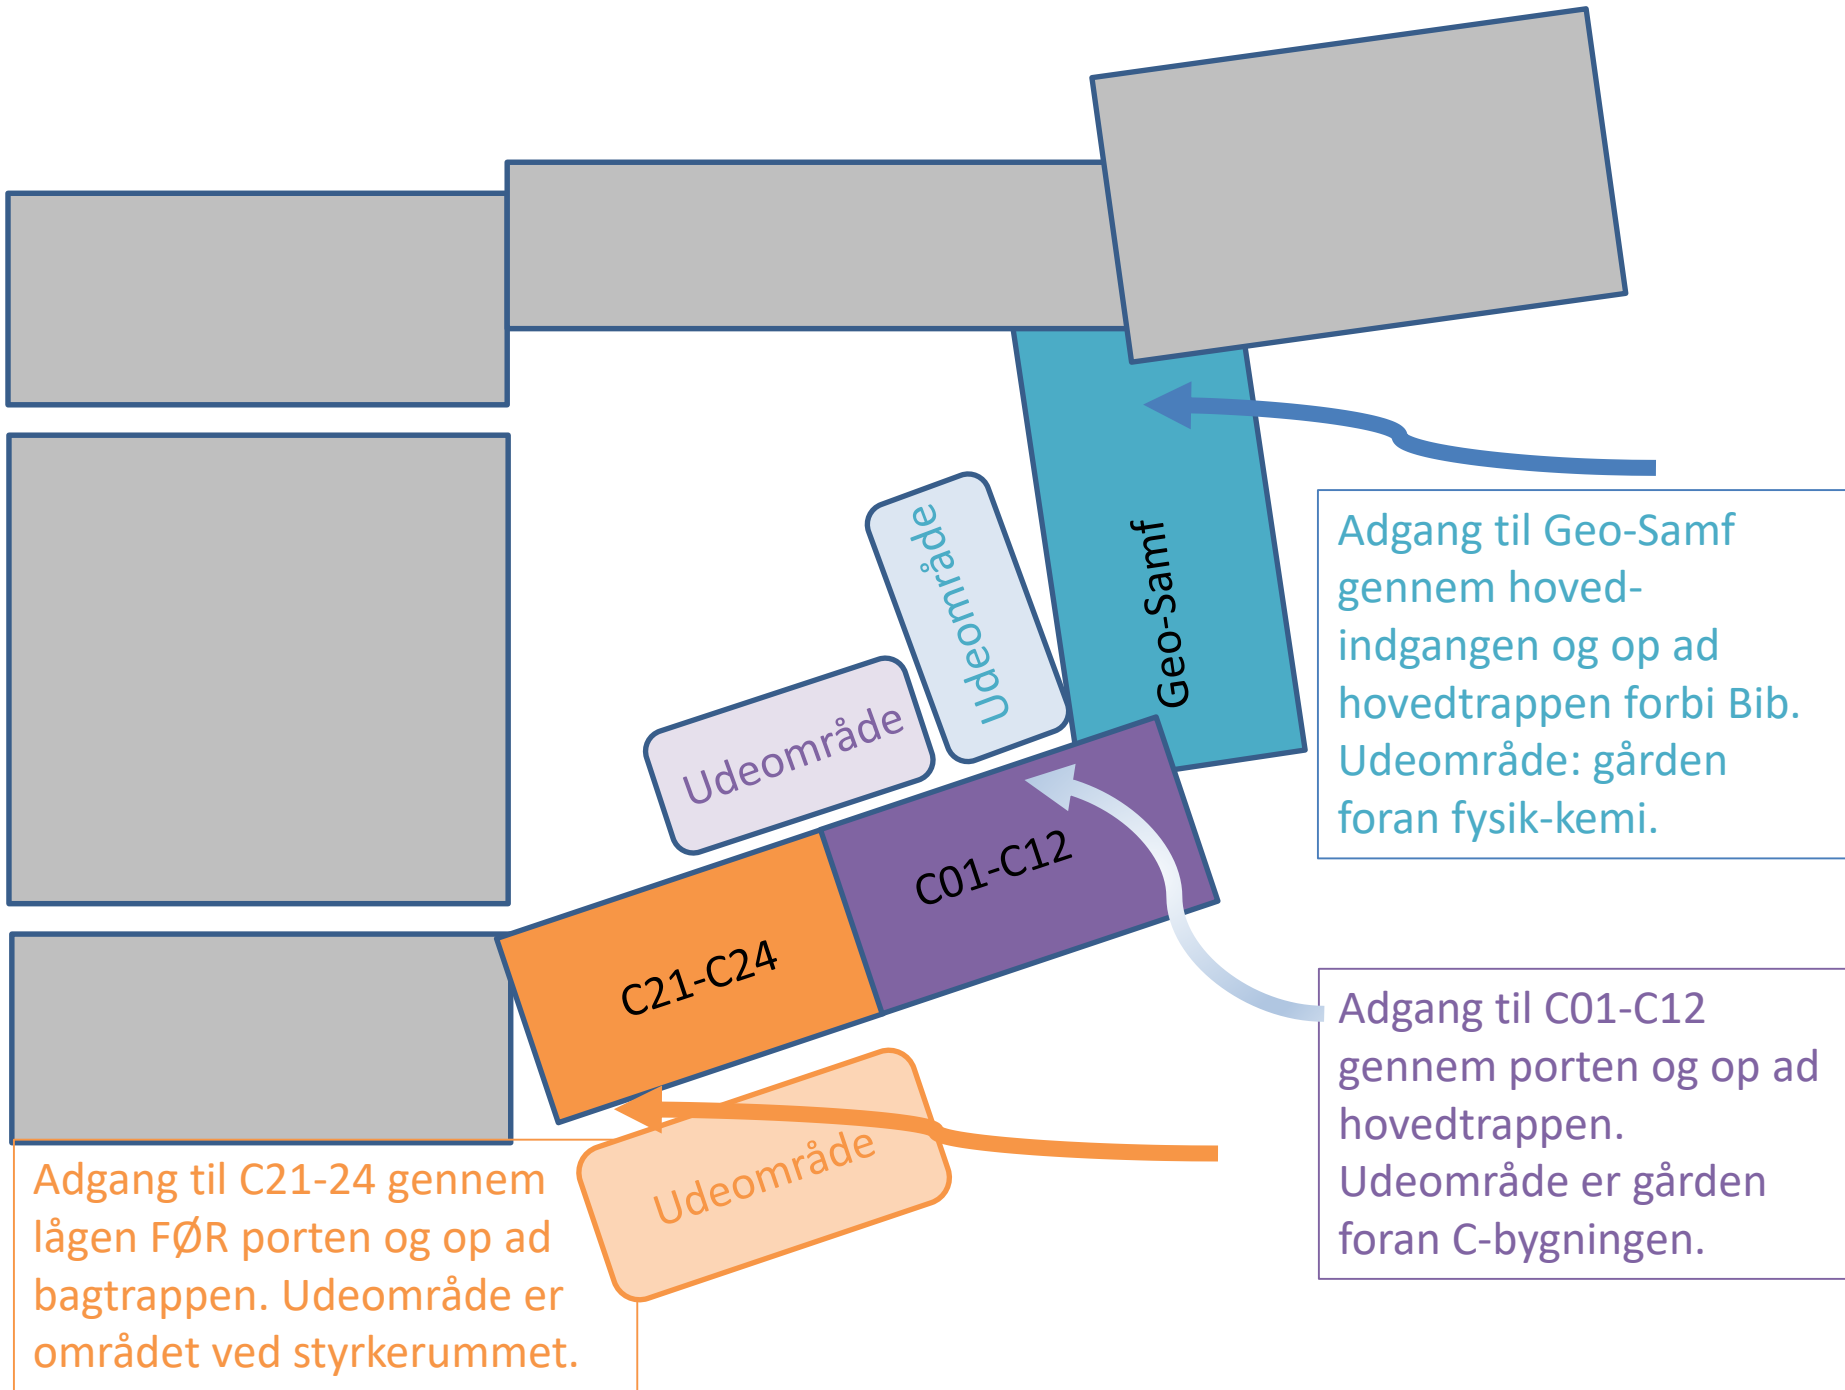 Udeområde
Geo-Samf
Adgang til Geo-Samf
gennem hoved-
indgangen og op ad
hovedtrappen forbi Bib.
Udeområde: gården
foran fysik-kemi.
Udeområde
C01-C12
C21-C24
Adgang til C01-C12
gennem porten og op ad
hovedtrappen.
Udeområde er gården
foran C-bygningen.
Udeområde
Adgang til C21-24 gennem
lågen FØR porten og op ad
bagtrappen. Udeområde er
området ved styrkerummet.